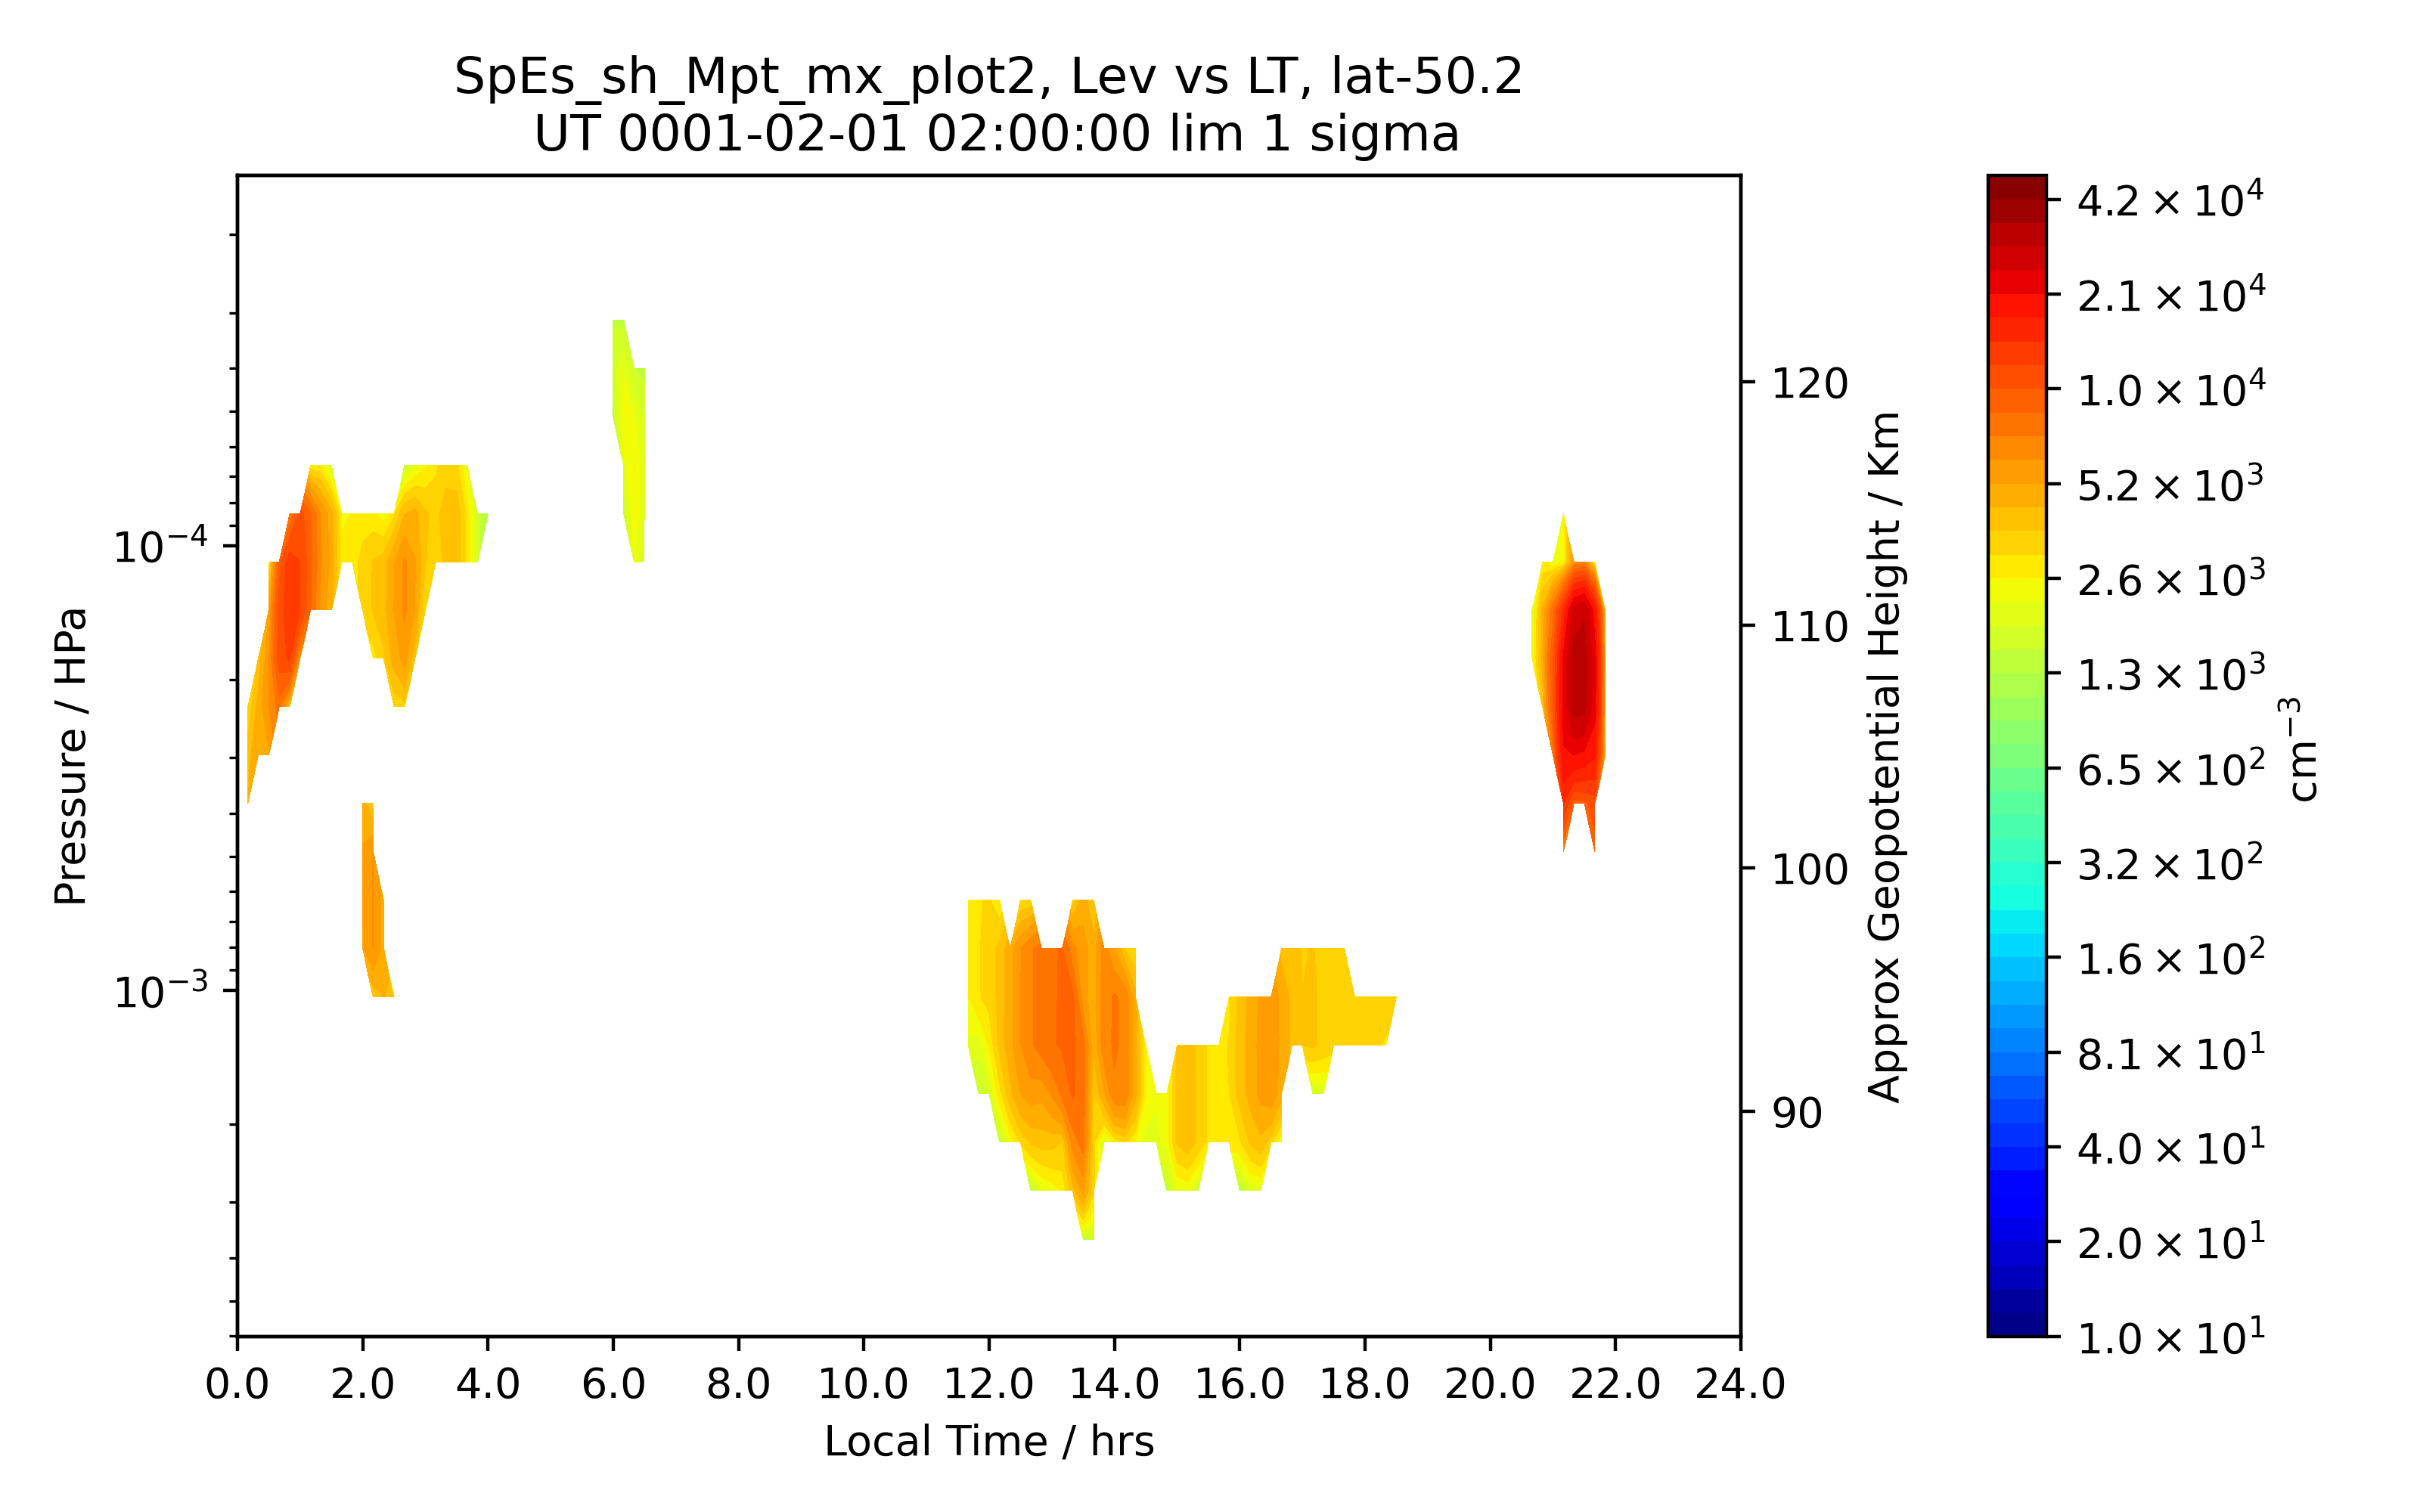 SpEs_sh_Mpt_mx_plot2, Lev vs LT, lat-50.2
UT 0001-02-01 02:00:00 lim 1 sigma
Pressure / HPa
10⁻⁴
10⁻³
0.0 2.0 4.0 6.0 8.0 10.0 12.0 14.0 16.0 18.0 20.0 22.0 24.0
Local Time / hrs
120
110
100
90
Approx Geopotential Height / Km
4.2 × 10⁴
2.1 × 10⁴
1.0 × 10⁴
5.2 × 10³
2.6 × 10³
1.3 × 10³
6.5 × 10²
3.2 × 10²
1.6 × 10²
8.1 × 10¹
4.0 × 10¹
2.0 × 10¹
1.0 × 10¹
cm⁻³